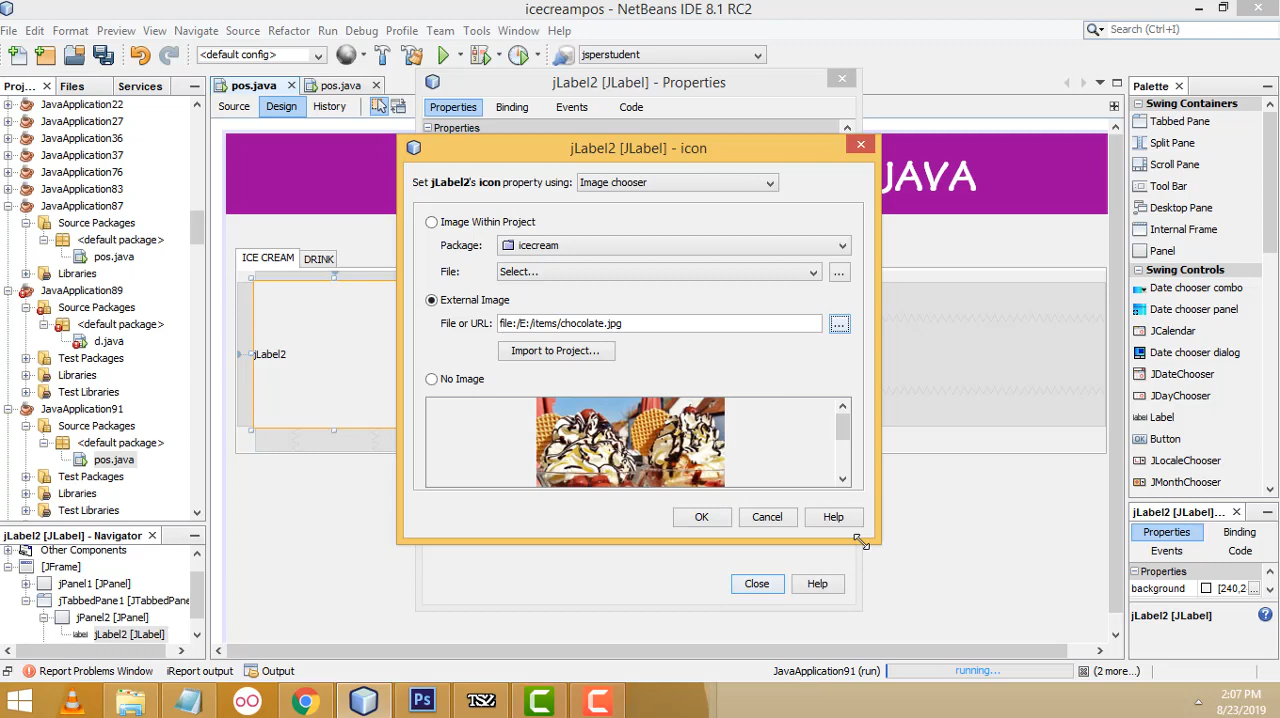 icecreampos - NetBeans IDE 8.1 RC2
File Edit View Navigate Source Refactor Run Debug Profile Team Tools Window Help
Search (Ctrl+I)
<default config>
jsperstudent
Proj... Files Services
pos.java pos.java
Source Design History
JavaApplication22
JavaApplication27
JavaApplication36
JavaApplication37
JavaApplication76
JavaApplication83
JavaApplication87
Source Packages
<default package>
pos.java
Libraries
JavaApplication89
Source Packages
<default package>
d.java
Test Packages
Libraries
Test Libraries
JavaApplication91
Source Packages
<default package>
pos.java
Test Packages
Libraries
Test Libraries
jLabel2 [JLabel] - Navigator
Other Components
[JFrame]
jPanel1 [JPanel]
jTabbedPane1 [JTabbedPane
jPanel2 [JPanel]
jLabel2 [JLabel]
JAVA
ICE CREAM DRINK
jLabel2
jLabel2 [JLabel] - Properties
Properties Binding Events Code
Properties
jLabel2 [JLabel] - icon
Set jLabel2's icon property using: Image chooser
Image Within Project
Package: icecream
File: Select... ...
External Image
File or URL: file:/E:/items/chocolate.jpg ...
Import to Project...
No Image
OK Cancel Help
Close Help
Palette
Swing Containers
Tabbed Pane
Split Pane
Scroll Pane
Tool Bar
Desktop Pane
Internal Frame
Panel
Swing Controls
Date chooser combo
Date chooser panel
JCalendar
Date chooser dialog
JDateChooser
JDayChooser
Label
Button
JLocaleChooser
JMonthChooser
jLabel2 [JLabel]...
Properties Binding
Events Code
Properties
background [240,2 ...
jLabel2 [JLabel]
Report Problems Window iReport output Output
JavaApplication91 (run) running... (2 more...)
Ps TSZ C C
2:07 PM
8/23/2019